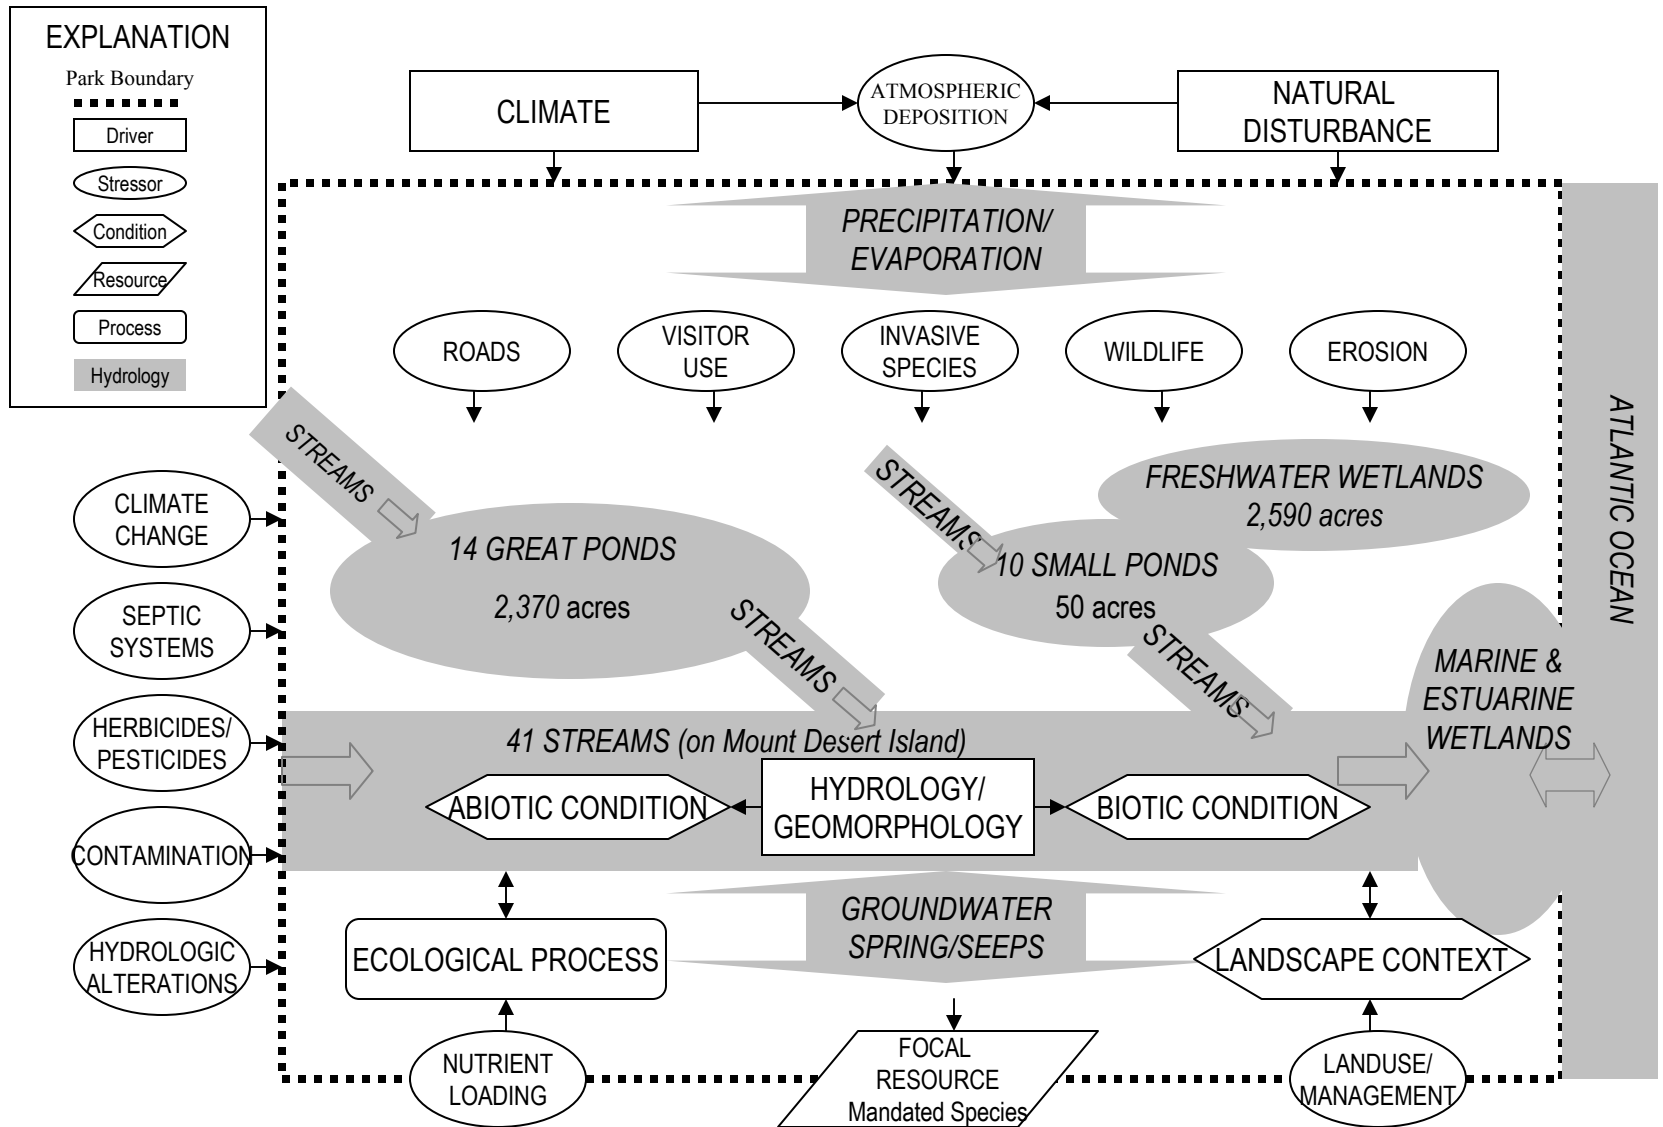 EXPLANATION
Park Boundary
Driver
Stressor
Condition
Resource
Process
Hydrology
CLIMATE
ATMOSPHERIC
DEPOSITION
NATURAL
DISTURBANCE
PRECIPITATION/
EVAPORATION
ROADS
VISITOR
USE
INVASIVE
SPECIES
WILDLIFE
EROSION
STREAMS
STREAMS
FRESHWATER WETLANDS
2,590 acres
ATLANTIC OCEAN
CLIMATE
CHANGE
14 GREAT PONDS
2,370 acres
10 SMALL PONDS
50 acres
SEPTIC
SYSTEMS
STREAMS
STREAMS
MARINE &
ESTUARINE
WETLANDS
HERBICIDES/
PESTICIDES
41 STREAMS (on Mount Desert Island)
ABIOTIC CONDITION
HYDROLOGY/
GEOMORPHOLOGY
BIOTIC CONDITION
CONTAMINATION
GROUNDWATER
SPRING/SEEPS
HYDROLOGIC
ALTERATIONS
ECOLOGICAL PROCESS
LANDSCAPE CONTEXT
NUTRIENT
LOADING
FOCAL
RESOURCE
Mandated Species
LANDUSE/
MANAGEMENT